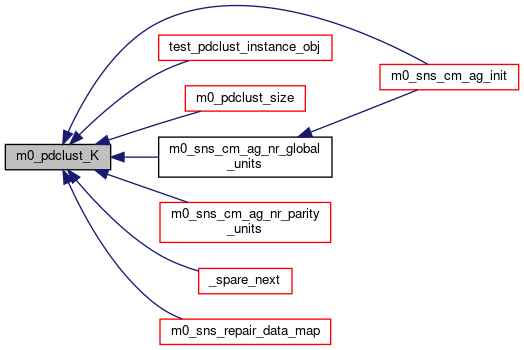 test_pdclust_instance_obj
m0_sns_cm_ag_init
m0_pdclust_size
m0_pdclust_K
m0_sns_cm_ag_nr_global
_units
m0_sns_cm_ag_nr_parity
_units
_spare_next
m0_sns_repair_data_map